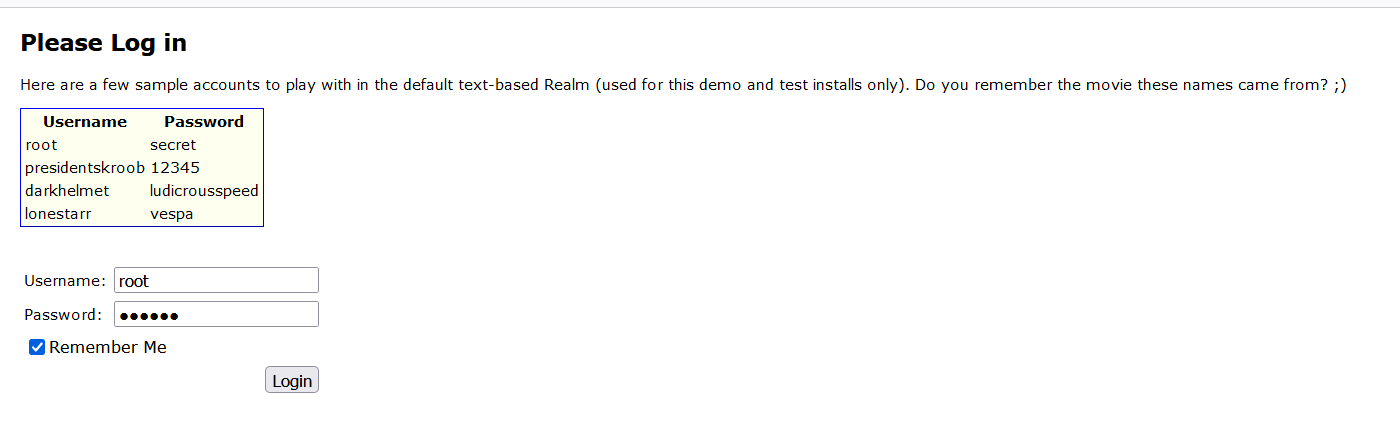 Please Log in
Here are a few sample accounts to play with in the default text-based Realm (used for this demo and test installs only). Do you remember the movie these names came from? ;)
Username Password
root secret
presidentskroob 12345
darkhelmet ludicrousspeed
lonestarr vespa
Username: root
Password: ●●●●●●
Remember Me
Login